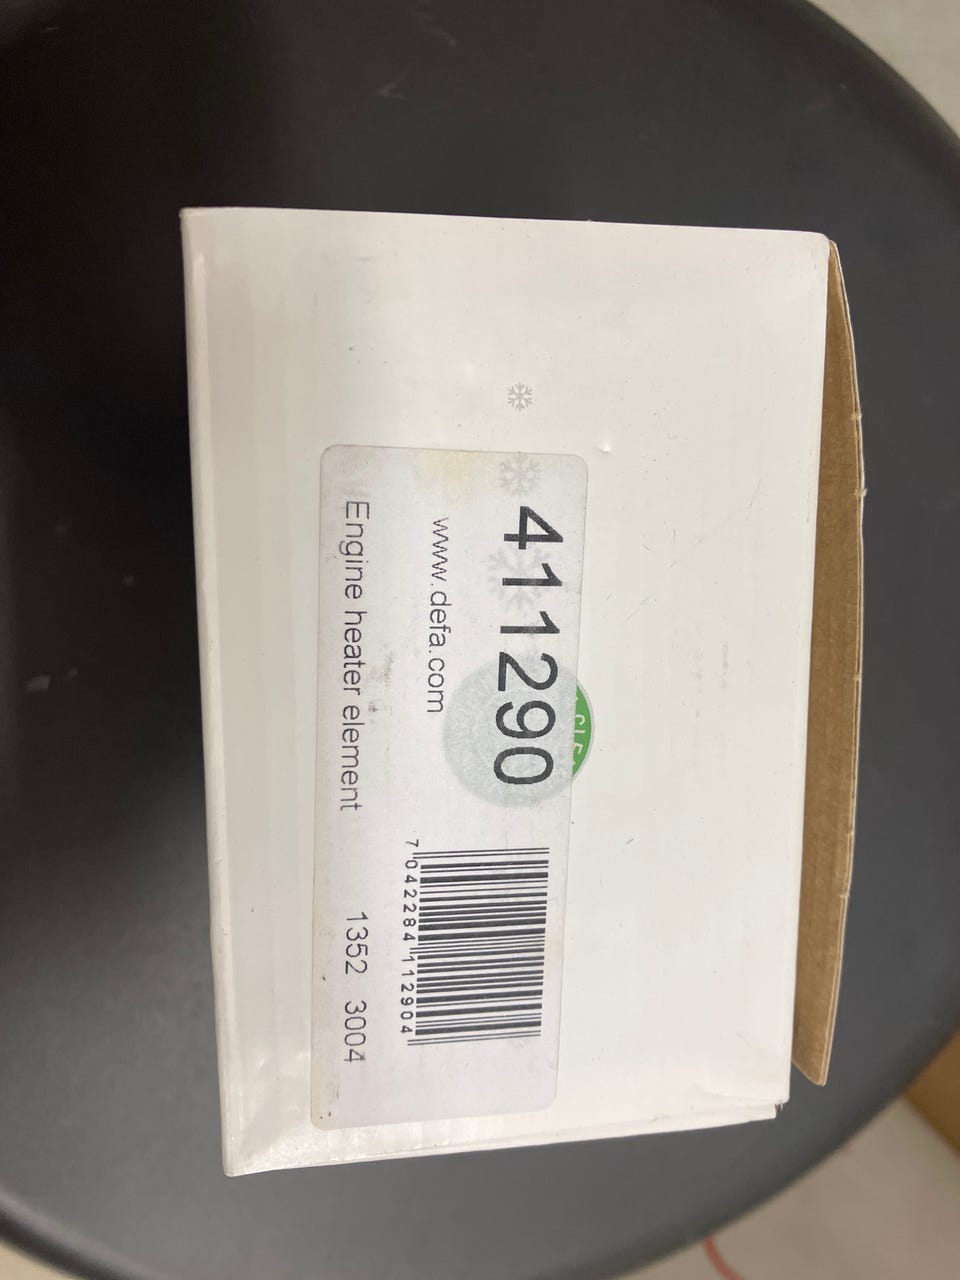 411290
www.defa.com
7 042284 112904
Engine heater element
1352 3004